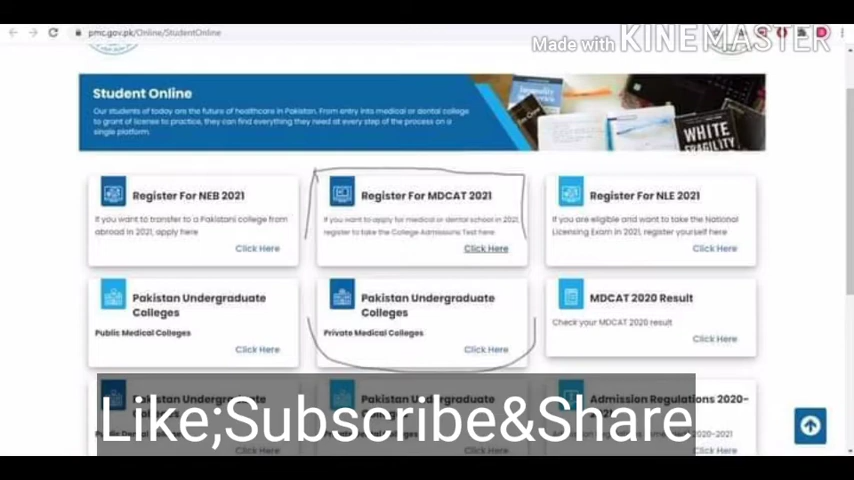 pmc.gov.pk/Online/StudentOnline
Made with KINEMASTER
Student Online
Our students of today are the future of healthcare in Pakistan. From entry into medical or dental college
to grant of license to practice, they can find everything they need at every step of the process on a
single platform.
WHITE
FRAGILITY
Register For NEB 2021
If you want to transfer to a Pakistani college from
abroad in 2021, apply here
Click Here
Register For MDCAT 2021
If you want to apply for medical or dental school in 2021,
register to take the College Admissions Test here
Click Here
Register For NLE 2021
If you are eligible and want to take the National
Licensing Exam in 2021, register yourself here
Click Here
Pakistan Undergraduate
Colleges
Public Medical Colleges
Click Here
Pakistan Undergraduate
Colleges
Private Medical Colleges
Click Here
MDCAT 2020 Result
Check your MDCAT 2020 result
Click Here
Pakistan Undergraduate
Pakistan Undergraduate
Admission Regulations 2020-
Like;Subscribe&Share
2020-2021
Click Here